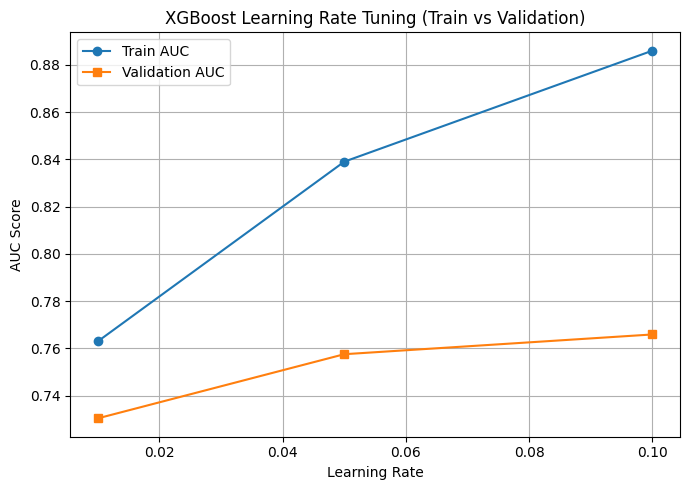 XGBoost Learning Rate Tuning (Train vs Validation)
Train AUC
Validation AUC
0.88
0.86
0.84
0.82
0.80
0.78
0.76
0.74
AUC Score
0.02
0.04
0.06
0.08
0.10
Learning Rate